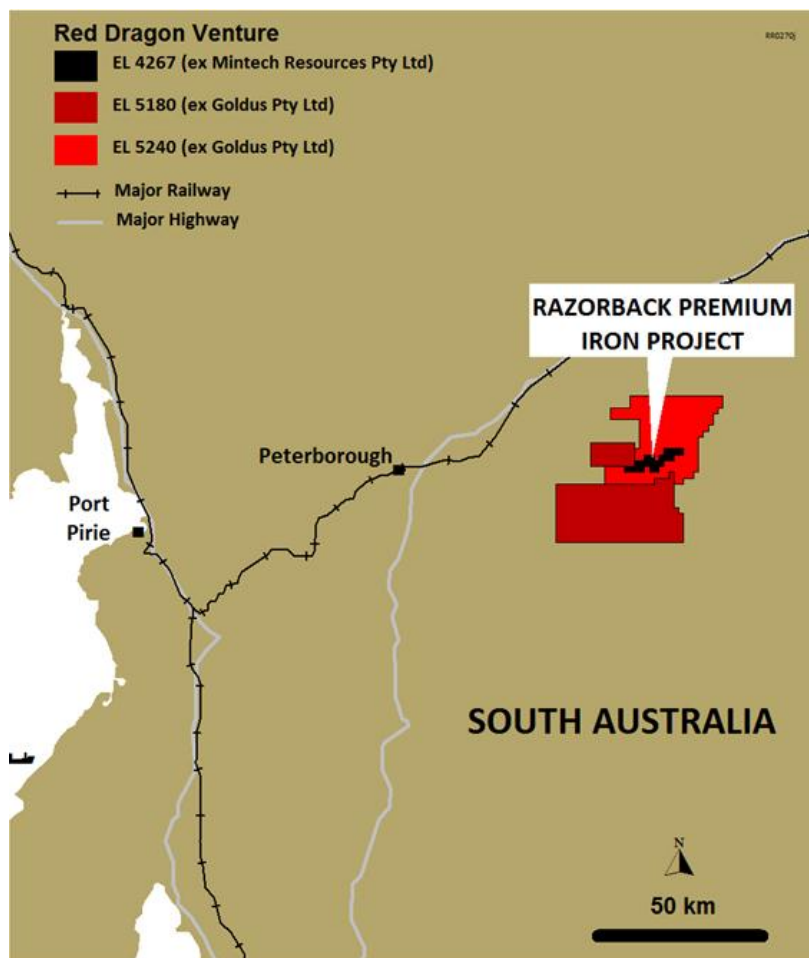 Red Dragon Venture
RR0270j
EL 4267 (ex Mintech Resources Pty Ltd)
EL 5180 (ex Goldus Pty Ltd)
EL 5240 (ex Goldus Pty Ltd)
Major Railway
Major Highway
RAZORBACK PREMIUM
IRON PROJECT
Peterborough
Port
Pirie
SOUTH AUSTRALIA
N
50 km